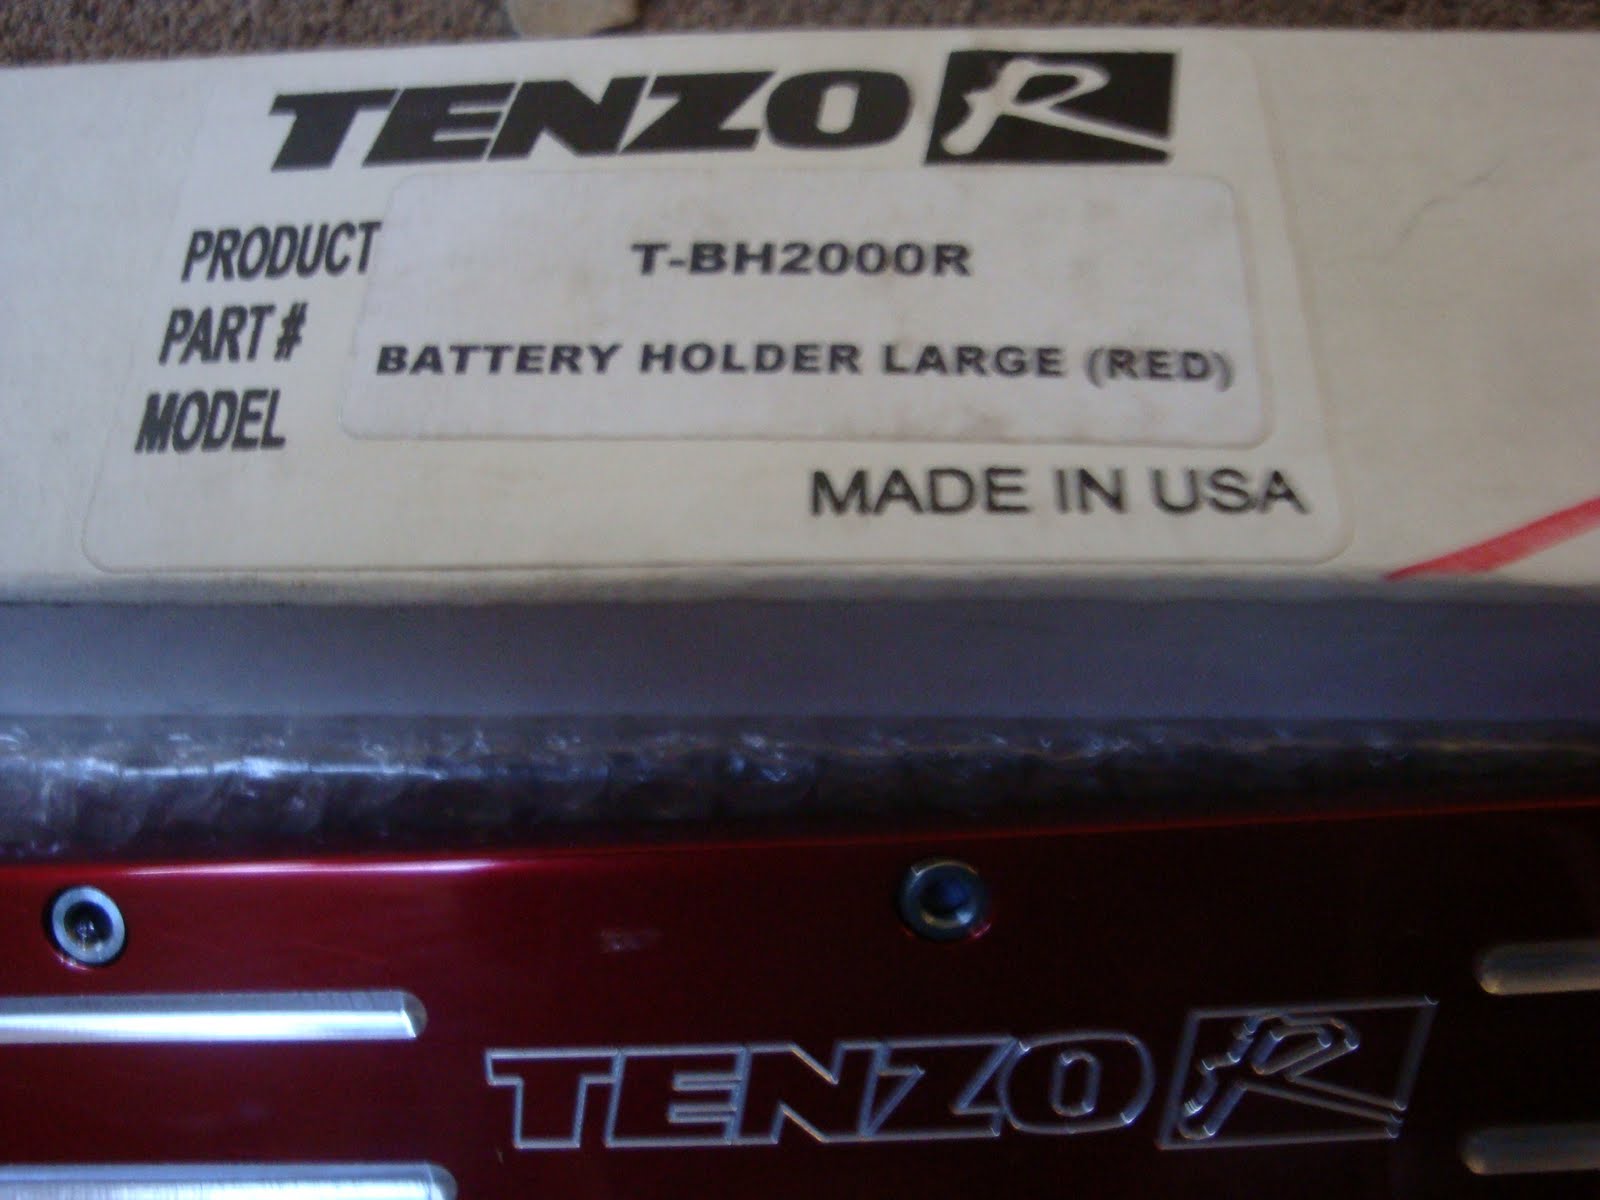 TENZO R
PRODUCT
T-BH2000R
PART #
BATTERY HOLDER LARGE (RED)
MODEL
MADE IN USA
TENZO R